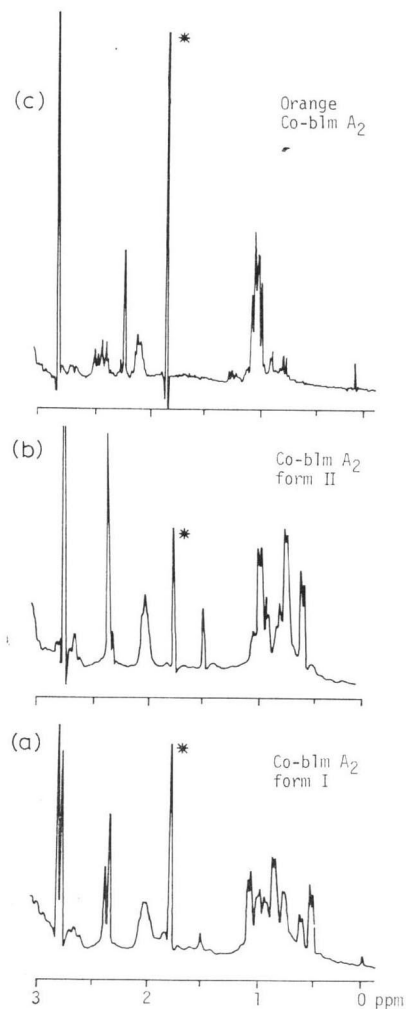 (c)
*
Orange
Co-blm A₂
(b)
*
Co-blm A₂
form II
(a)
*
Co-blm A₂
form I
3 2 1 0 ppm